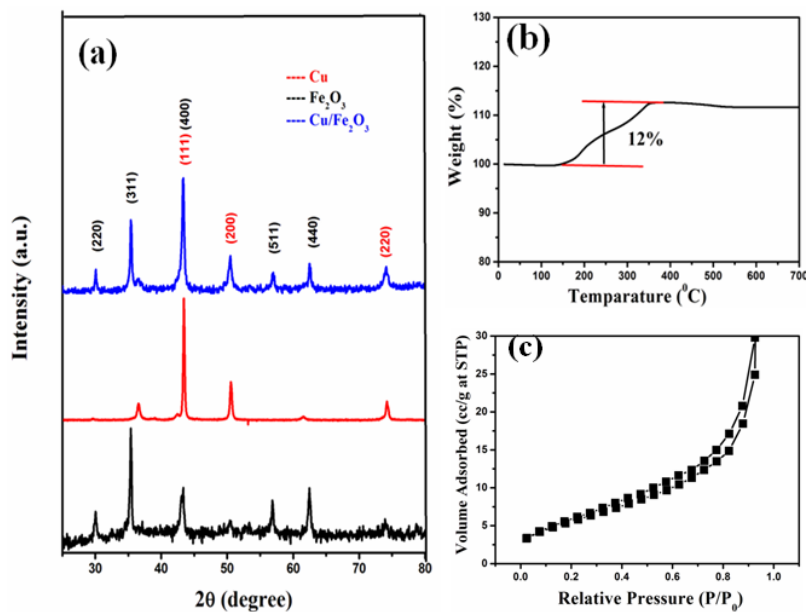 (a)
---- Cu
---- Fe₂O₃
---- Cu/Fe₂O₃
(220)
(311)
(111) (400)
(200)
(511)
(440)
(220)
Intensity (a.u.)
30 40 50 60 70 80
2θ (degree)
(b)
Weight (%)
130
120
110
100
90
80
12%
0 100 200 300 400 500 600 700
Temparature (⁰C)
(c)
Volume Adsorbed (cc/g at STP)
30
25
20
15
10
5
0
0.0 0.2 0.4 0.6 0.8 1.0
Relative Pressure (P/P₀)